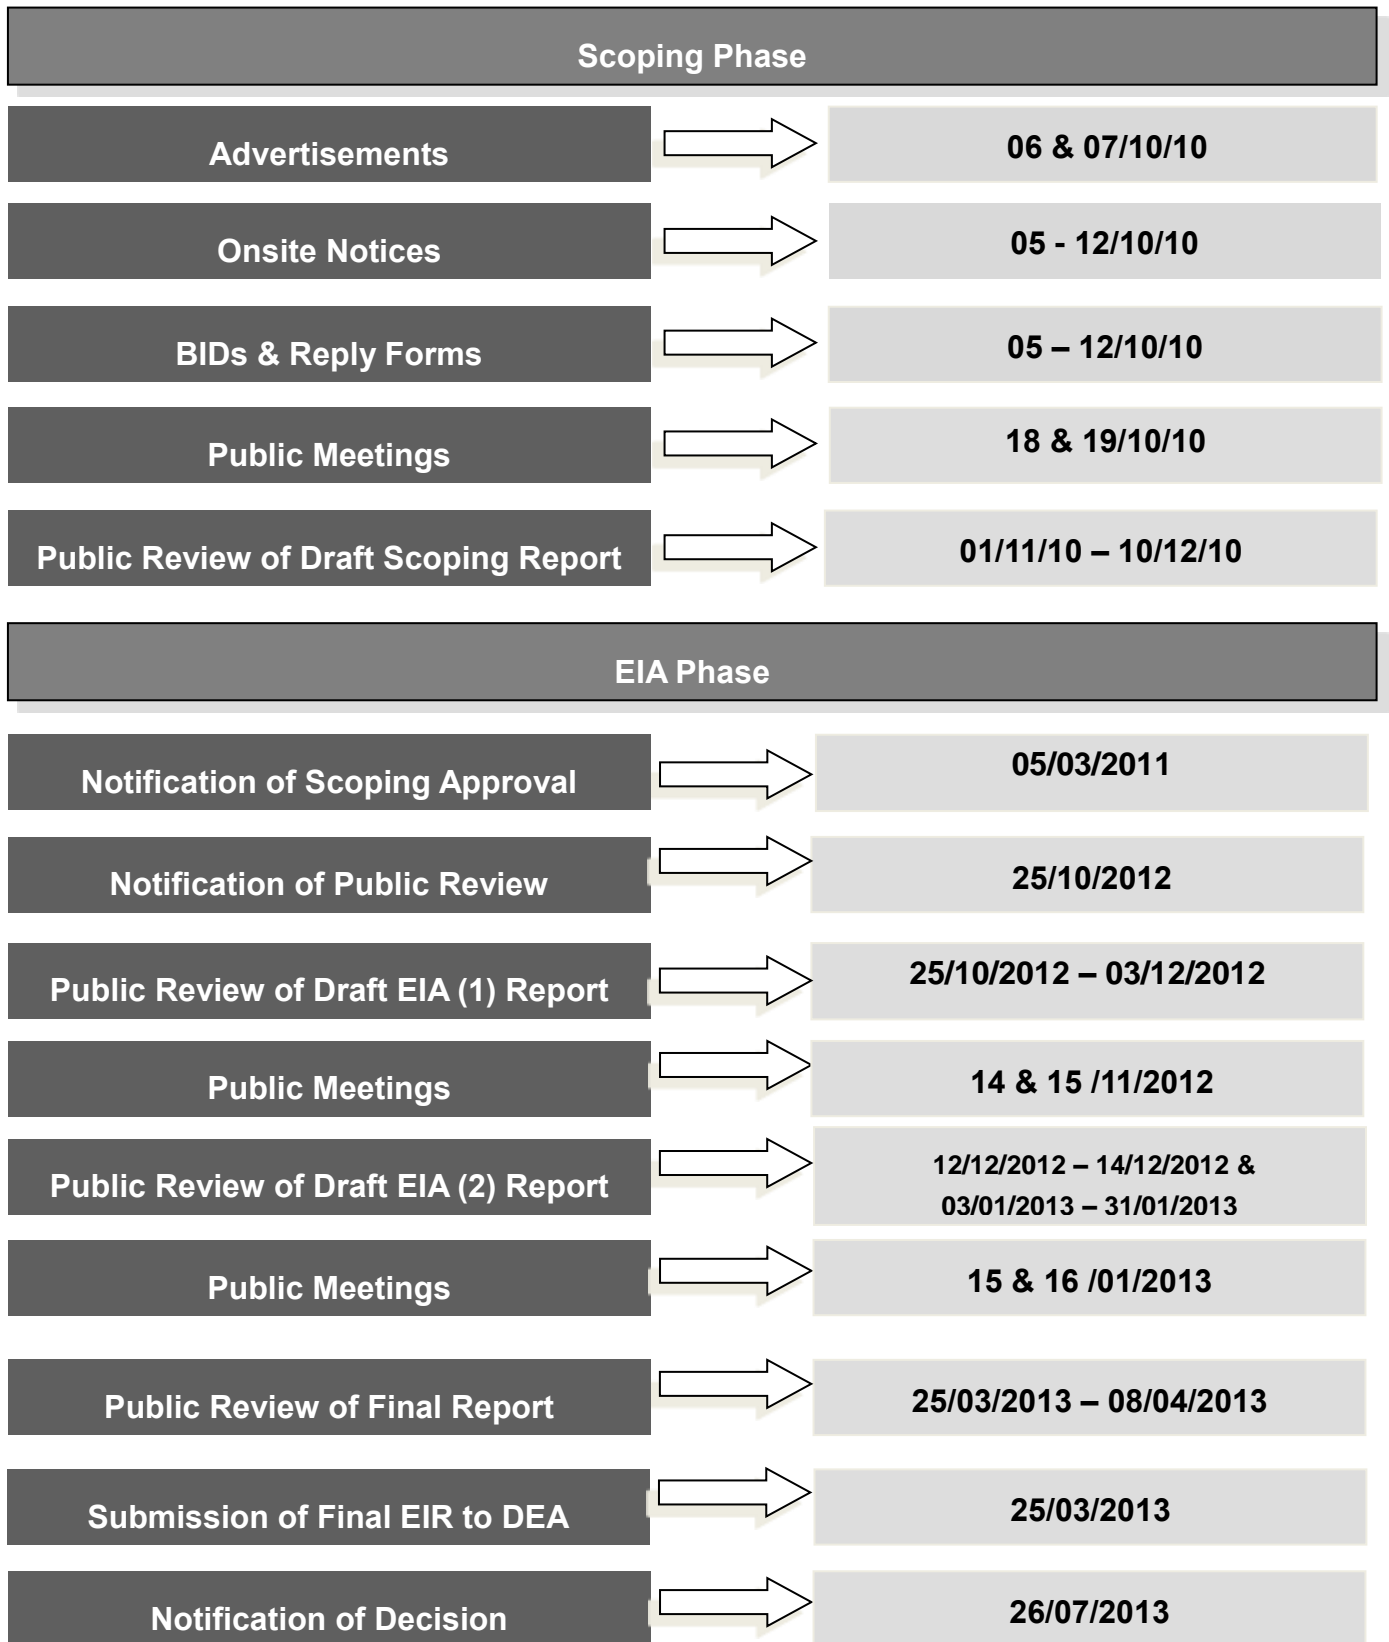 Scoping Phase
Advertisements
06 & 07/10/10
Onsite Notices
05 - 12/10/10
BIDs & Reply Forms
05 – 12/10/10
Public Meetings
18 & 19/10/10
Public Review of Draft Scoping Report
01/11/10 – 10/12/10
EIA Phase
Notification of Scoping Approval
05/03/2011
Notification of Public Review
25/10/2012
Public Review of Draft EIA (1) Report
25/10/2012 – 03/12/2012
Public Meetings
14 & 15 /11/2012
Public Review of Draft EIA (2) Report
12/12/2012 – 14/12/2012 &
03/01/2013 – 31/01/2013
Public Meetings
15 & 16 /01/2013
Public Review of Final Report
25/03/2013 – 08/04/2013
Submission of Final EIR to DEA
25/03/2013
Notification of Decision
26/07/2013